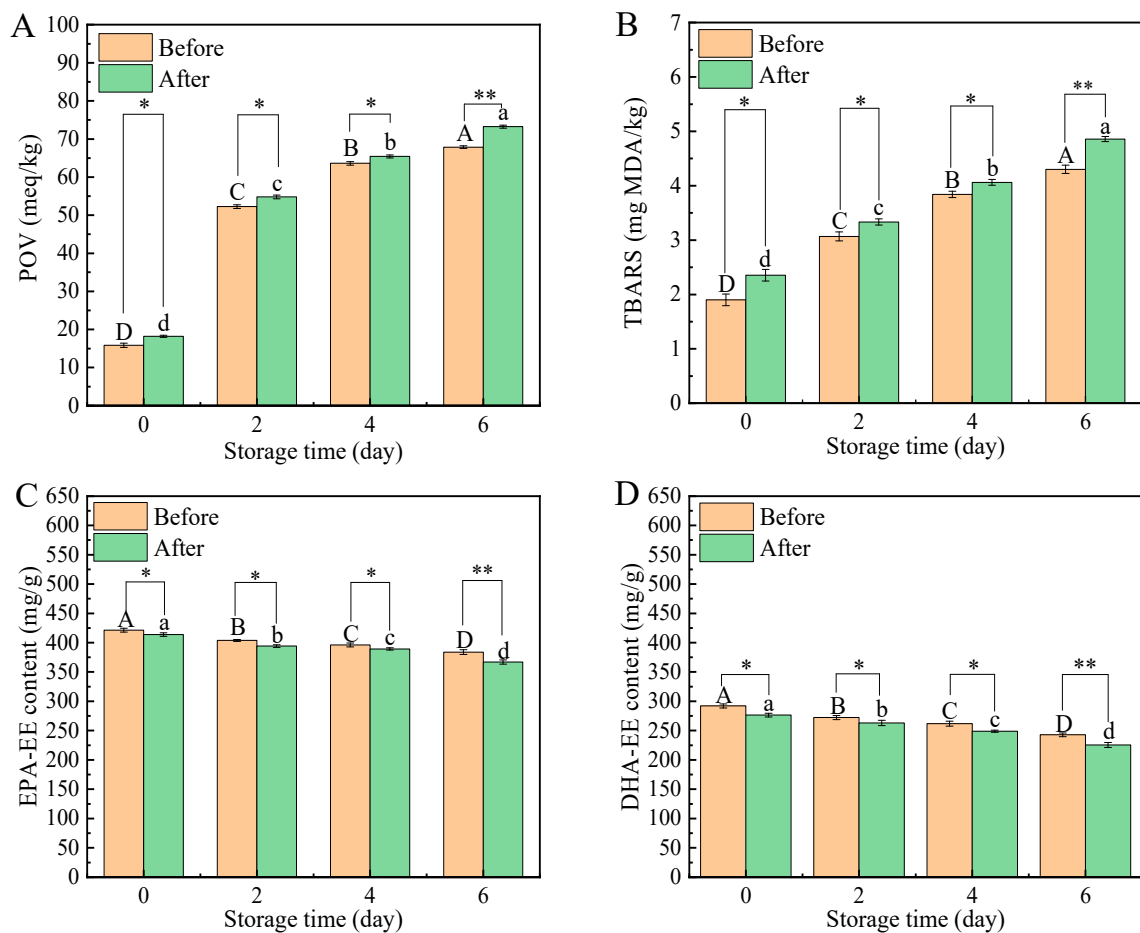 A
POV (meq/kg)
100
90
80
70
60
50
40
30
20
10
0
Before
After
*
*
*
**
D
d
C
c
B
b
A
a
0
2
4
6
Storage time (day)
B
TBARS (mg MDA/kg)
7
6
5
4
3
2
1
0
Before
After
*
*
*
**
D
d
C
c
B
b
A
a
0
2
4
6
Storage time (day)
C
EPA-EE content (mg/g)
650
600
550
500
450
400
350
300
250
200
150
100
50
0
Before
After
*
*
*
**
A
a
B
b
C
c
D
d
0
2
4
6
Storage time (day)
D
DHA-EE content (mg/g)
650
600
550
500
450
400
350
300
250
200
150
100
50
0
Before
After
*
*
*
**
A
a
B
b
C
c
D
d
0
2
4
6
Storage time (day)